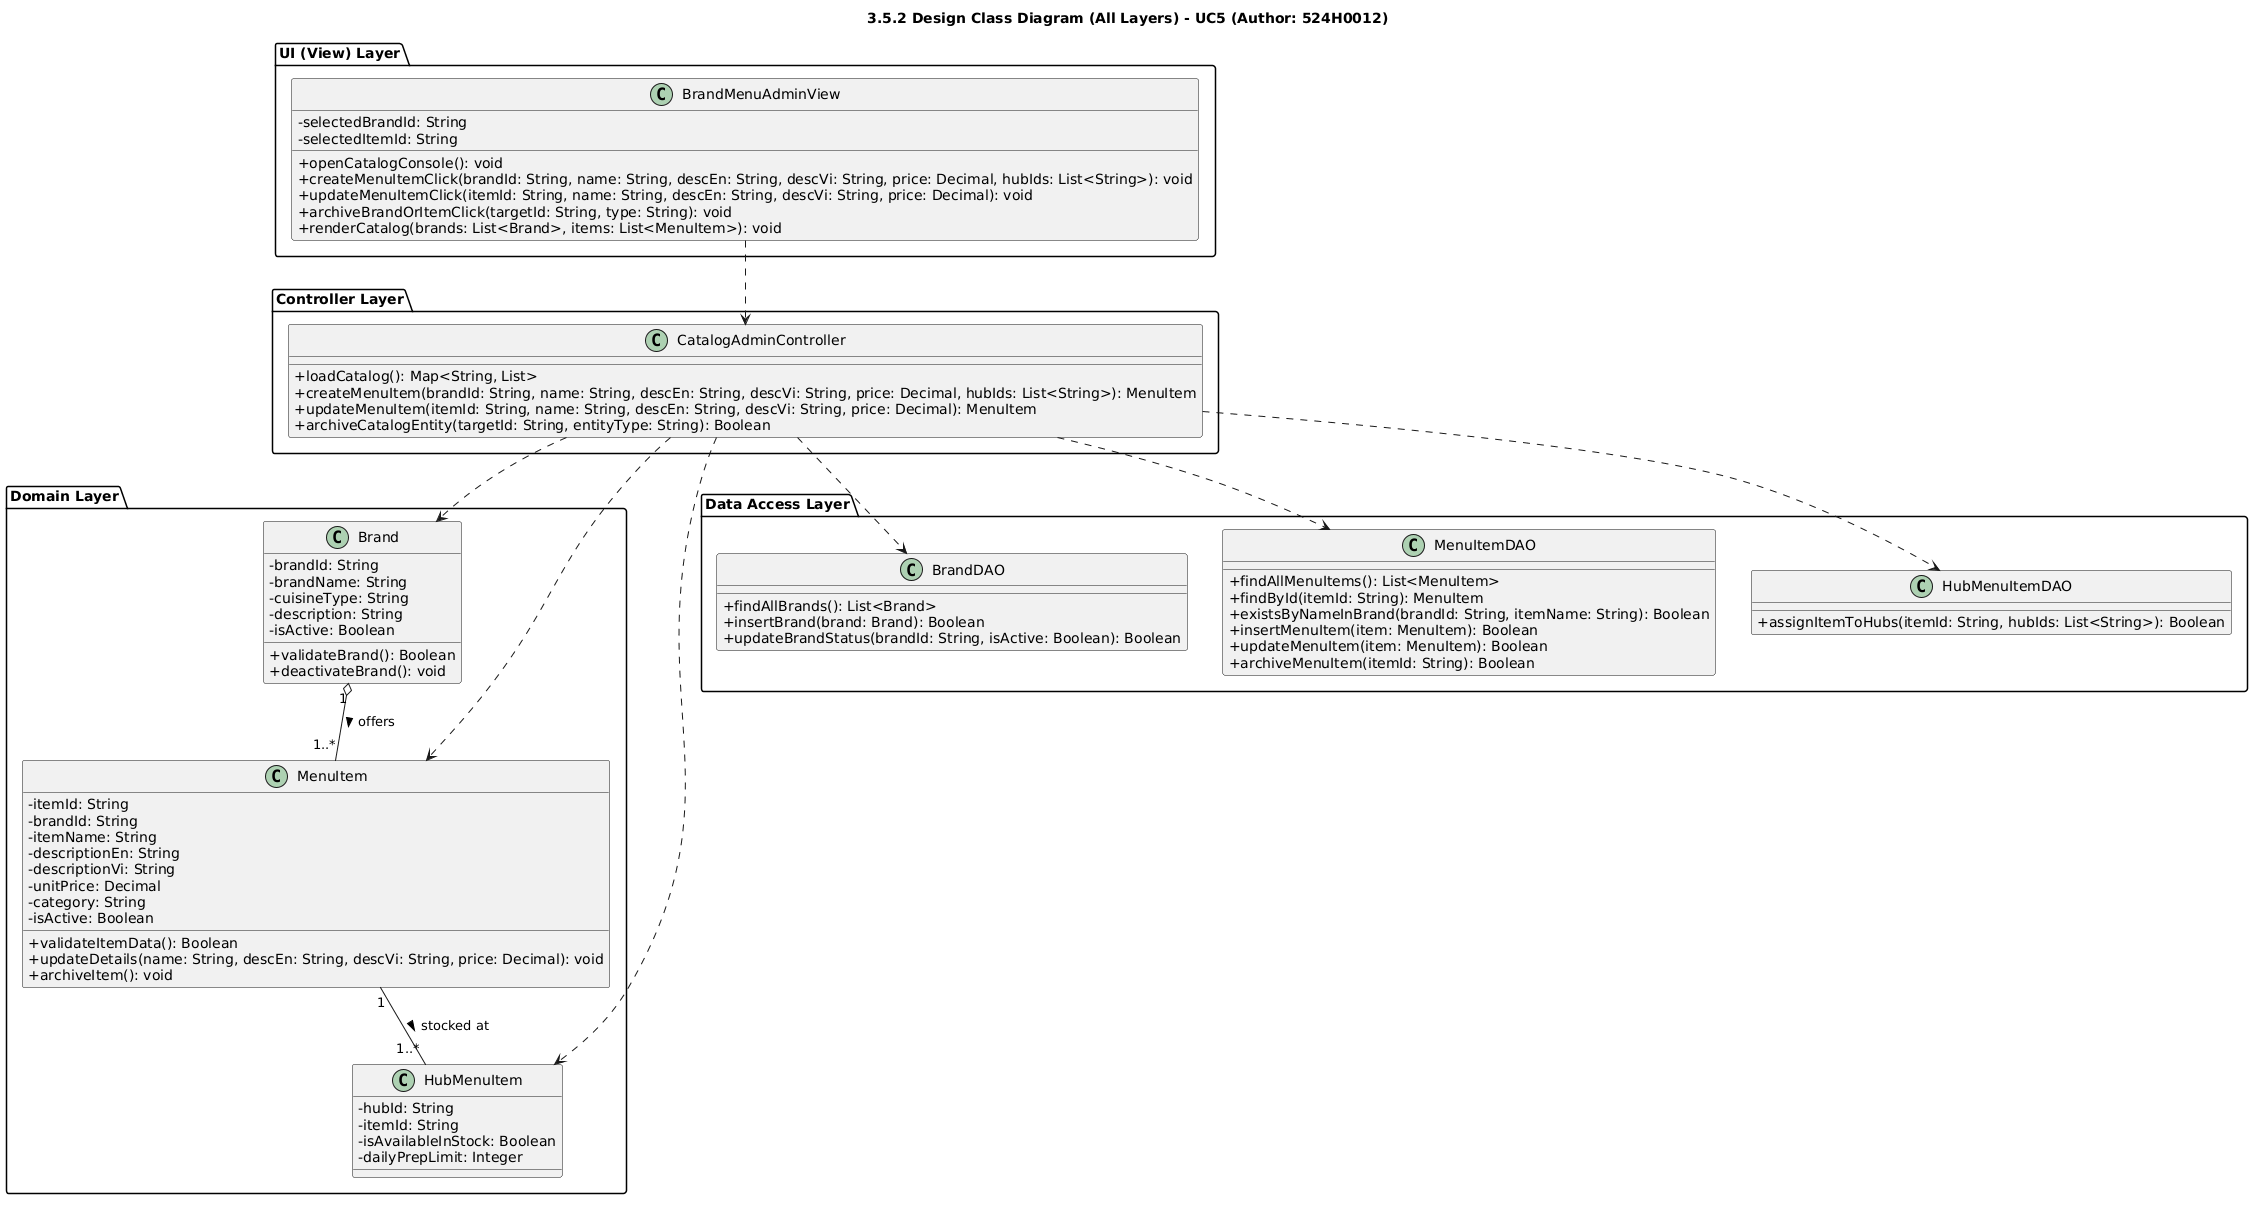 3.5.2 Design Class Diagram (All Layers) - UC5 (Author: 524H0012)
UI (View) Layer
C BrandMenuAdminView
-selectedBrandId: String
-selectedItemId: String
+openCatalogConsole(): void
+createMenuItemClick(brandId: String, name: String, descEn: String, descVi: String, price: Decimal, hubIds: List<String>): void
+updateMenuItemClick(itemId: String, name: String, descEn: String, descVi: String, price: Decimal): void
+archiveBrandOrItemClick(targetId: String, type: String): void
+renderCatalog(brands: List<Brand>, items: List<MenuItem>): void
Controller Layer
C CatalogAdminController
+loadCatalog(): Map<String, List>
+createMenuItem(brandId: String, name: String, descEn: String, descVi: String, price: Decimal, hubIds: List<String>): MenuItem
+updateMenuItem(itemId: String, name: String, descEn: String, descVi: String, price: Decimal): MenuItem
+archiveCatalogEntity(targetId: String, entityType: String): Boolean
Domain Layer
C Brand
-brandId: String
-brandName: String
-cuisineType: String
-description: String
-isActive: Boolean
+validateBrand(): Boolean
+deactivateBrand(): void
1
offers
1..*
C MenuItem
-itemId: String
-brandId: String
-itemName: String
-descriptionEn: String
-descriptionVi: String
-unitPrice: Decimal
-category: String
-isActive: Boolean
+validateItemData(): Boolean
+updateDetails(name: String, descEn: String, descVi: String, price: Decimal): void
+archiveItem(): void
1
stocked at
1..*
C HubMenuItem
-hubId: String
-itemId: String
-isAvailableInStock: Boolean
-dailyPrepLimit: Integer
Data Access Layer
C BrandDAO
+findAllBrands(): List<Brand>
+insertBrand(brand: Brand): Boolean
+updateBrandStatus(brandId: String, isActive: Boolean): Boolean
C MenuItemDAO
+findAllMenuItems(): List<MenuItem>
+findById(itemId: String): MenuItem
+existsByNameInBrand(brandId: String, itemName: String): Boolean
+insertMenuItem(item: MenuItem): Boolean
+updateMenuItem(item: MenuItem): Boolean
+archiveMenuItem(itemId: String): Boolean
C HubMenuItemDAO
+assignItemToHubs(itemId: String, hubIds: List<String>): Boolean